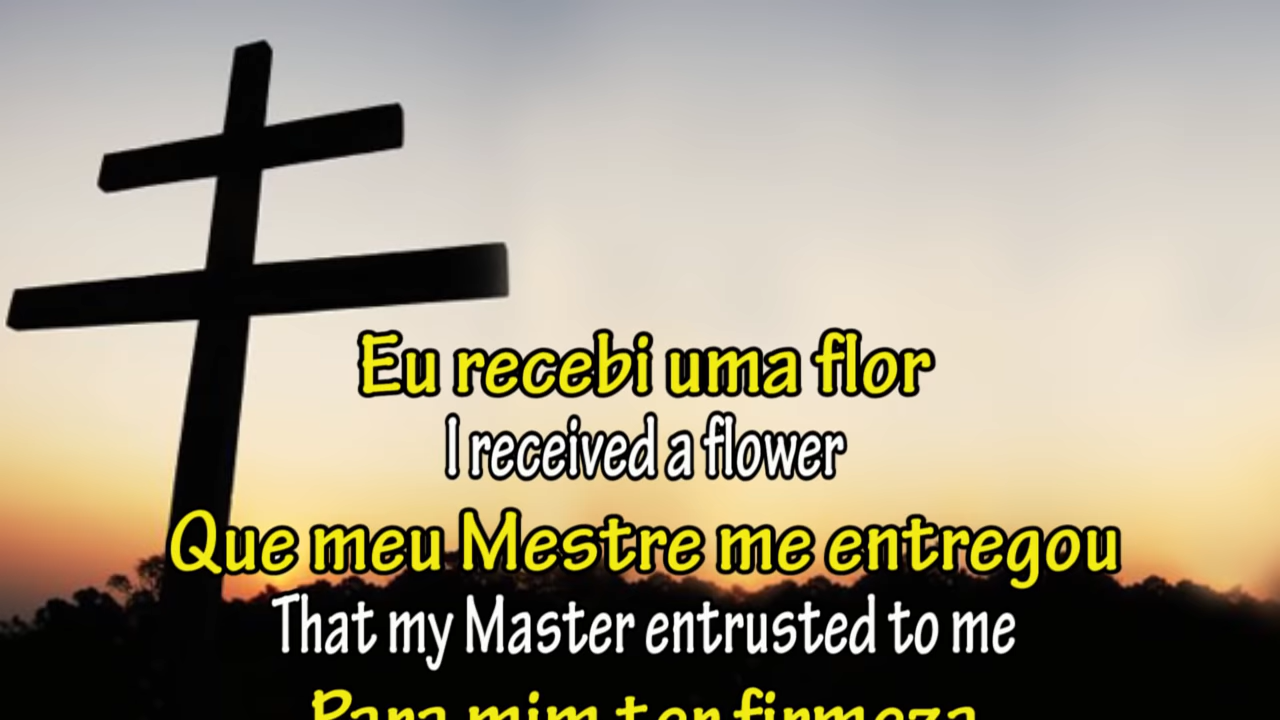 Eu recebi uma flor
I received a flower
Que meu Mestre me entregou
That my Master entrusted to me
Para mim ter firmeza